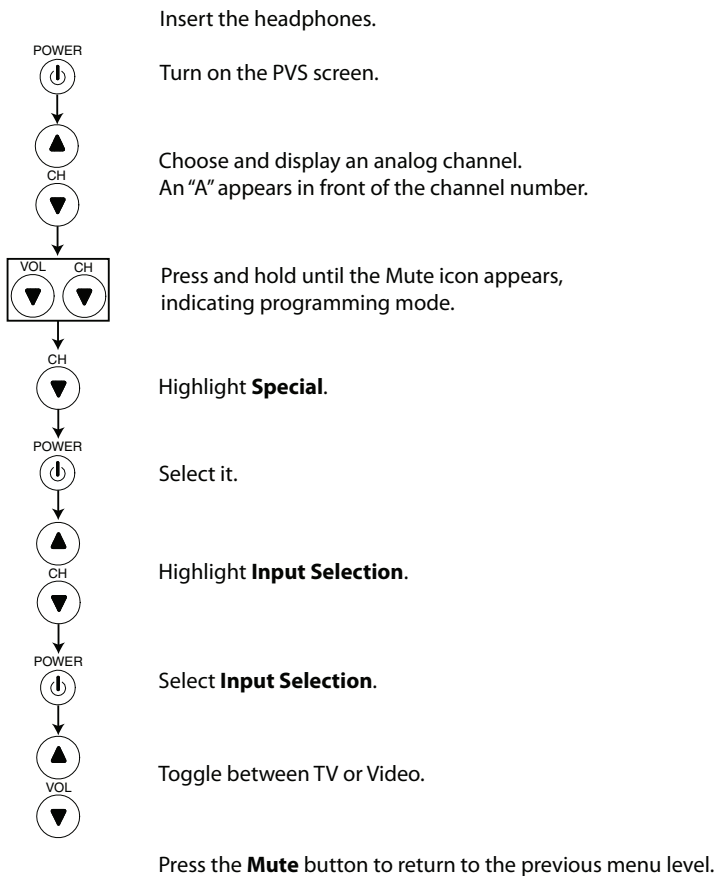 Insert the headphones.
POWER
Turn on the PVS screen.
CH
Choose and display an analog channel.
An “A” appears in front of the channel number.
VOL CH
Press and hold until the Mute icon appears,
indicating programming mode.
CH
Highlight Special.
POWER
Select it.
CH
Highlight Input Selection.
POWER
Select Input Selection.
VOL
Toggle between TV or Video.
Press the Mute button to return to the previous menu level.